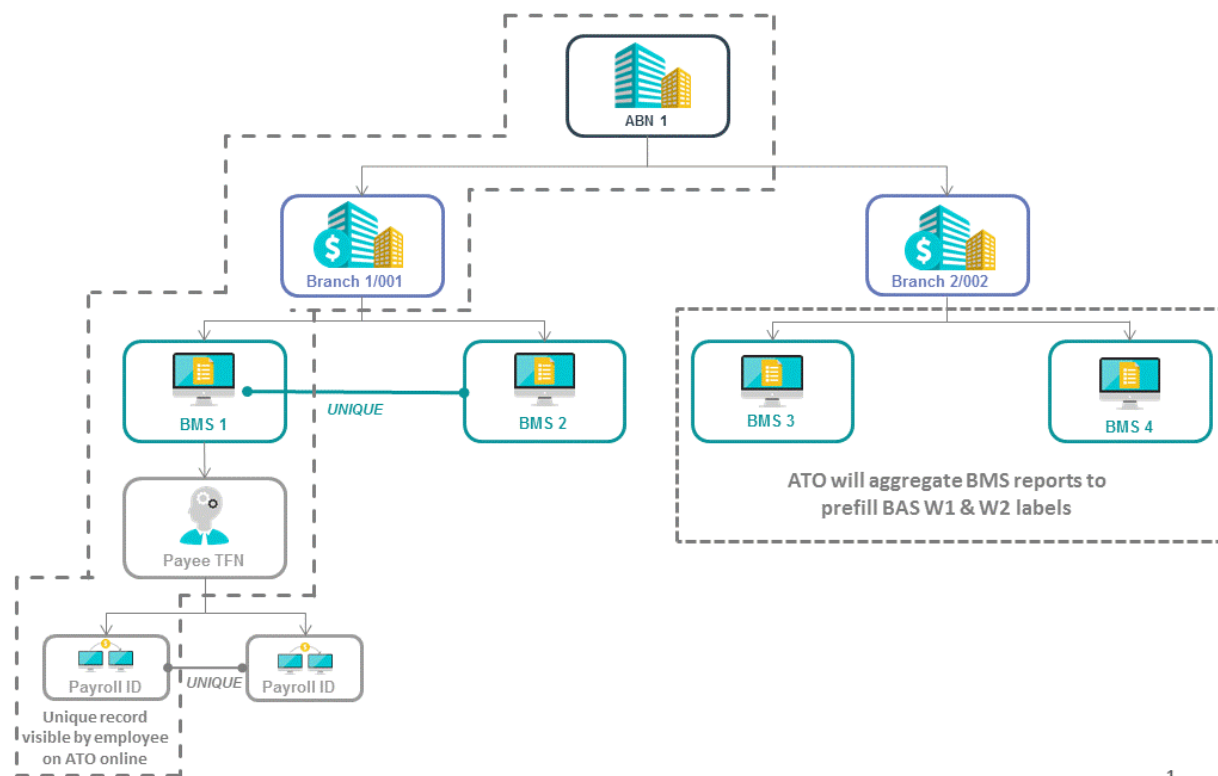 ABN 1
$
Branch 1/001
$
Branch 2/002
BMS 1
UNIQUE
BMS 2
BMS 3
BMS 4
ATO will aggregate BMS reports to
prefill BAS W1 & W2 labels
Payee TFN
Payroll ID
UNIQUE
Payroll ID
Unique record
visible by employee
on ATO online
1